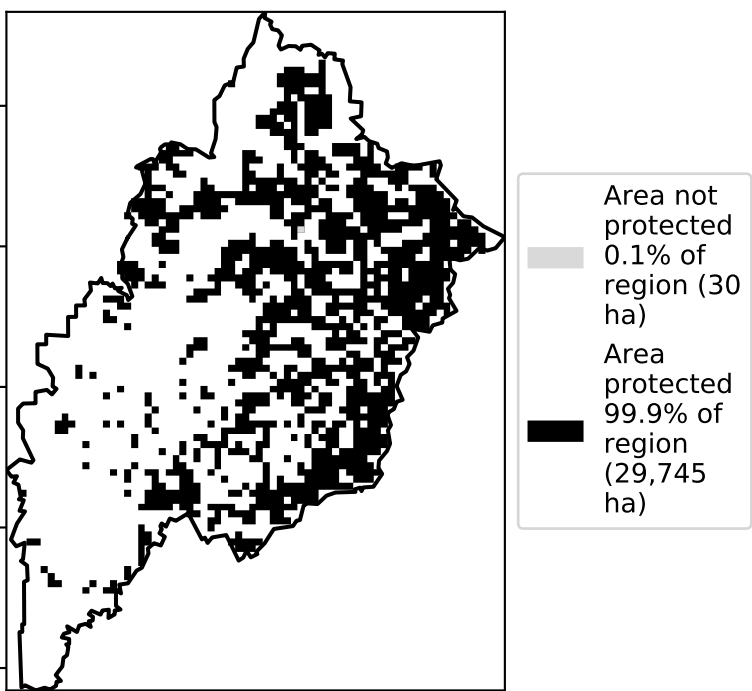 Area not
protected
0.1% of
region (30
ha)
Area
protected
99.9% of
region
(29,745
ha)